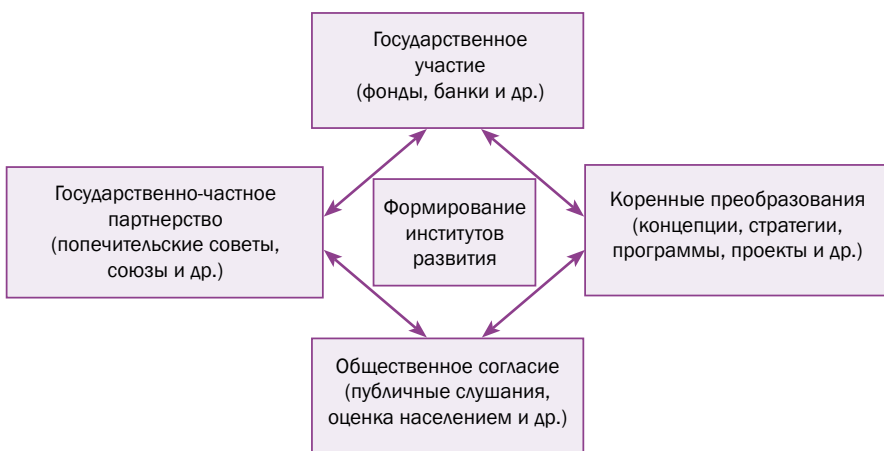 Государственное
участие
(фонды, банки и др.)
Государственно-частное
партнерство
(попечительские советы,
союзы и др.)
Формирование
институтов
развития
Коренные преобразования
(концепции, стратегии,
программы, проекты и др.)
Общественное согласие
(публичные слушания,
оценка населением и др.)